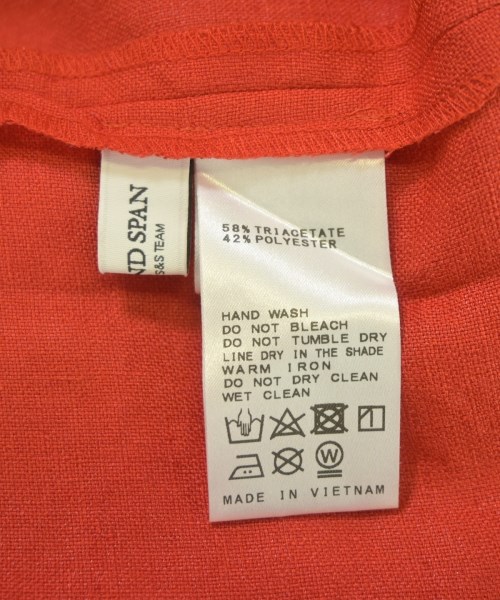 ND SPAN
S&S TEAM
58% TRIACETATE
42% POLYESTER
HAND WASH
DO NOT BLEACH
DO NOT TUMBLE DRY
LINE DRY IN THE SHADE
WARM IRON
DO NOT DRY CLEAN
WET CLEAN
W
MADE IN VIETNAM